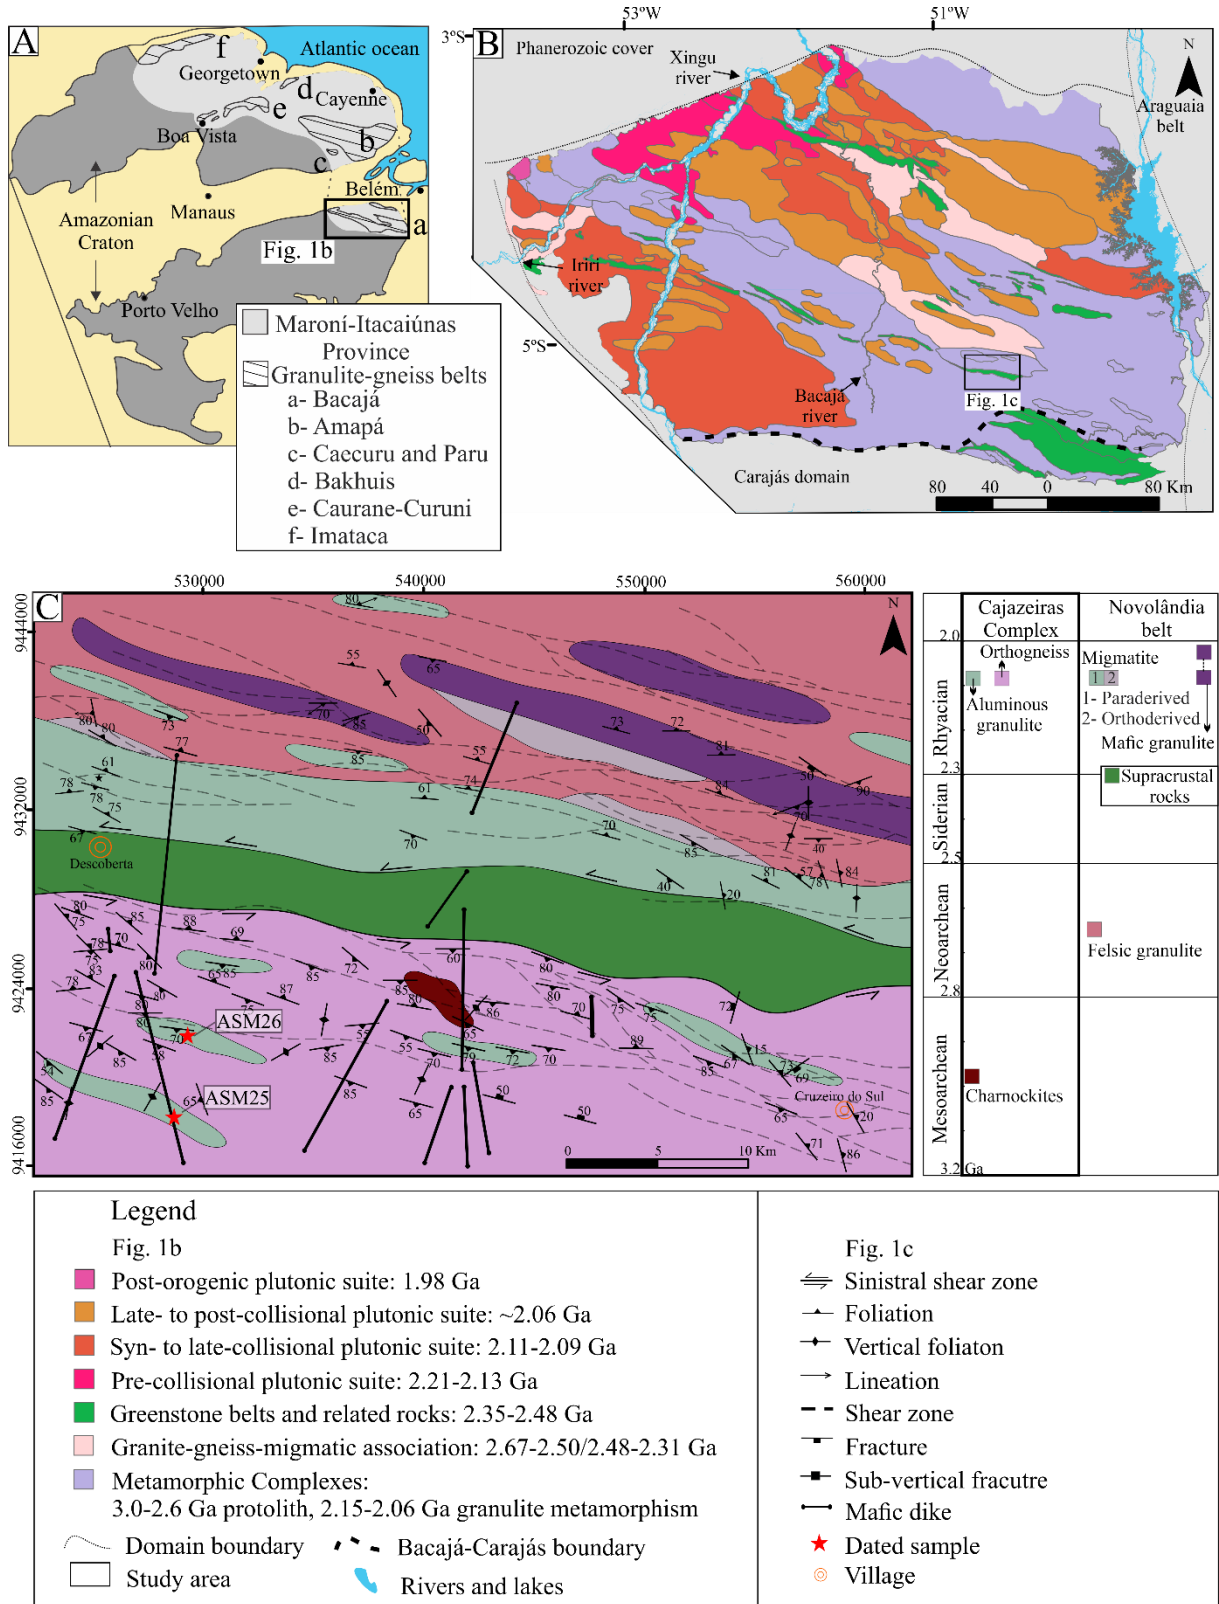 A
Atlantic ocean
f
Georgetown
d
Cayenne
e
Boa Vista
b
c
Belém
Manaus
a
Amazonian
Craton
Fig. 1b
Porto Velho
Maroní-Itacaiúnas
Province
Granulite-gneiss belts
a- Bacajá
b- Amapá
c- Caecuru and Paru
d- Bakhuis
e- Caurane-Curuni
f- Imataca
53°W
51°W
3°S
B
Phanerozoic cover
Xingu
river
N
Araguaia
belt
Iriri
river
5°S
Bacajá
river
Fig. 1c
Carajás domain
80 40 0 80 Km
530000 540000 550000 560000
C
N
9444000
9432000
9424000
9416000
Descoberta
ASM26
ASM25
Cruzeiro do Sul
0 5 10 Km
Cajazeiras
Complex
Novolândia
belt
2.0
Orthogneiss
Migmatite
1 2
Aluminous
granulite
1- Paraderived
2- Orthoderived
Mafic granulite
Rhyacian
2.3
Supracrustal
rocks
Siderian
2.5
Neoarchean
Felsic granulite
2.8
Mesoarchean
Charnockites
3.2 Ga
Legend
Fig. 1b
Post-orogenic plutonic suite: 1.98 Ga
Late- to post-collisional plutonic suite: ~2.06 Ga
Syn- to late-collisional plutonic suite: 2.11-2.09 Ga
Pre-collisional plutonic suite: 2.21-2.13 Ga
Greenstone belts and related rocks: 2.35-2.48 Ga
Granite-gneiss-migmatic association: 2.67-2.50/2.48-2.31 Ga
Metamorphic Complexes:
3.0-2.6 Ga protolith, 2.15-2.06 Ga granulite metamorphism
Domain boundary
Bacajá-Carajás boundary
Study area
Rivers and lakes
Fig. 1c
Sinistral shear zone
Foliation
Vertical foliaton
Lineation
Shear zone
Fracture
Sub-vertical fracutre
Mafic dike
Dated sample
Village